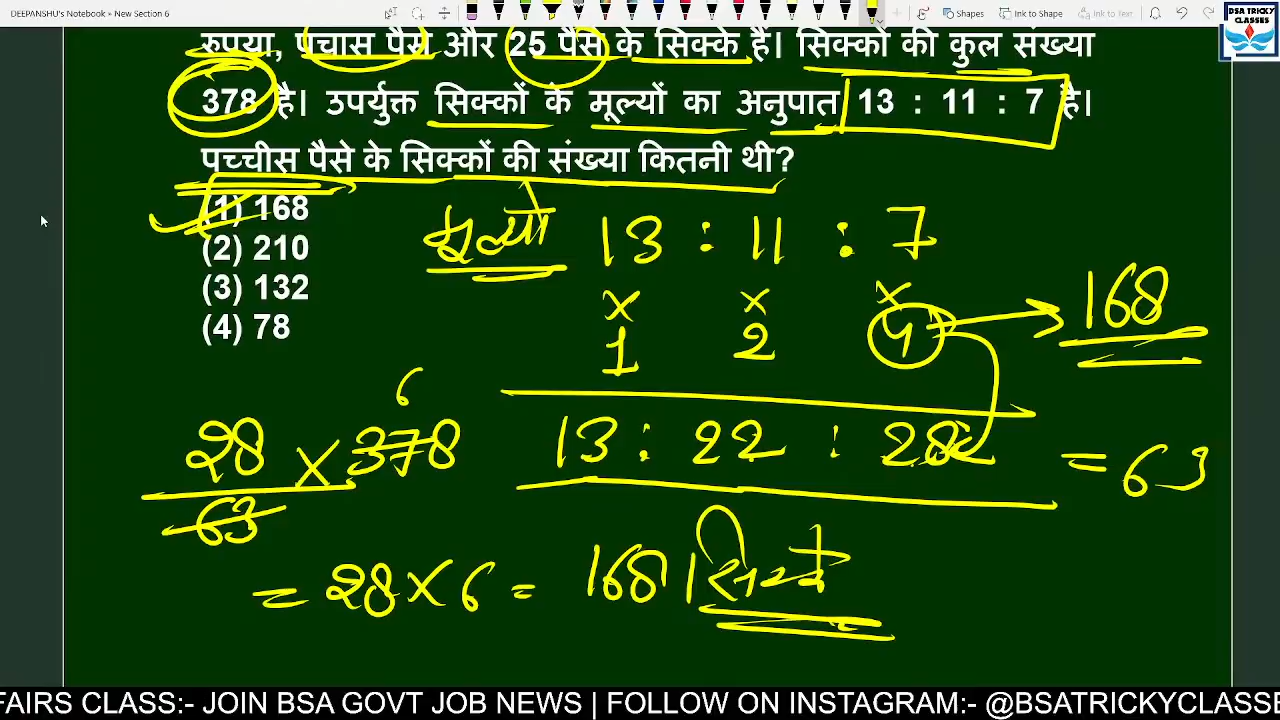 DEEPANSHU's Notebook » New Section 6
Shapes Ink to Shape Ink to Text
BSA TRICKY
CLASSES
रुपया, पचास पैसे और 25 पैसे के सिक्के हैं। सिक्कों की कुल संख्या
378 है। उपर्युक्त सिक्कों के मूल्यों का अनुपात 13 : 11 : 7 है।
पच्चीस पैसे के सिक्कों की संख्या कितनी थी?
(1) 168
(2) 210
(3) 132
(4) 78
मूल्यो 13 : 11 : 7
x x x
1 2 4 168
6
28 x 378 13 : 22 : 28 = 63
63
= 28 x 6 = 168 सिक्के
FAIRS CLASS:- JOIN BSA GOVT JOB NEWS | FOLLOW ON INSTAGRAM:- @BSATRICKYCLASSE